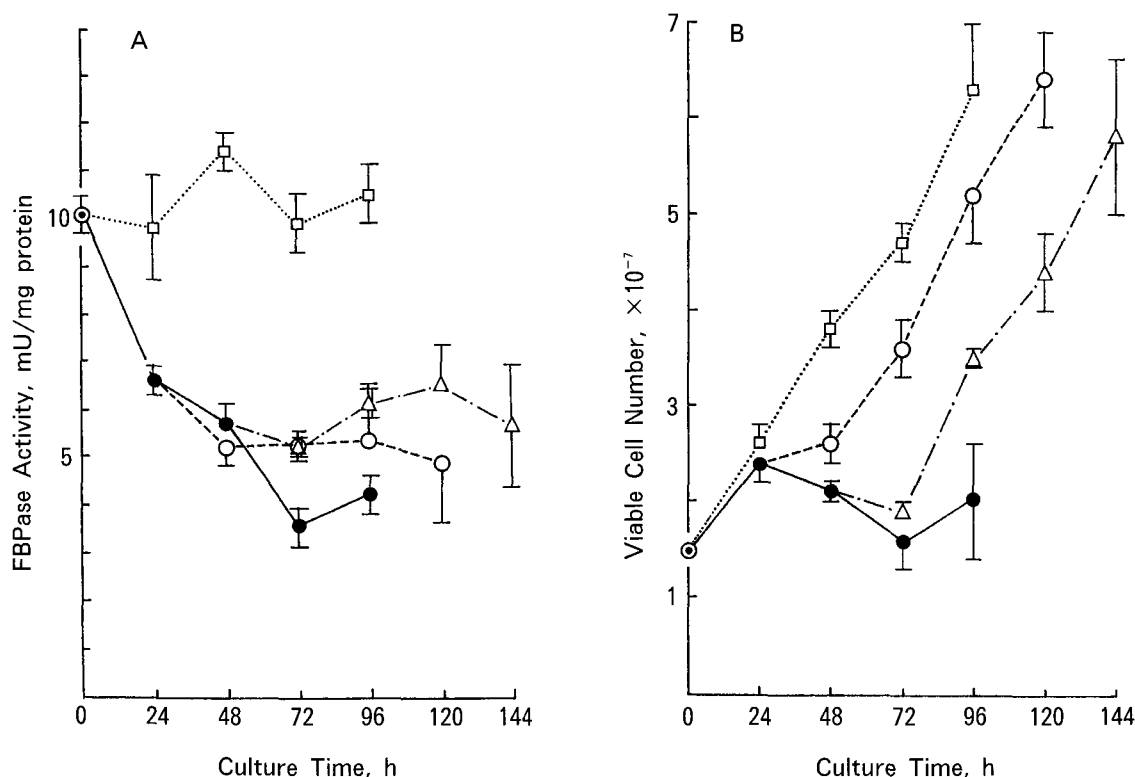 A
FBPase Activity, mU/mg protein
10
5
0 24 48 72 96 120 144
Culture Time, h
B
Viable Cell Number, ×10⁻⁷
7
5
3
1
0 24 48 72 96 120 144
Culture Time, h